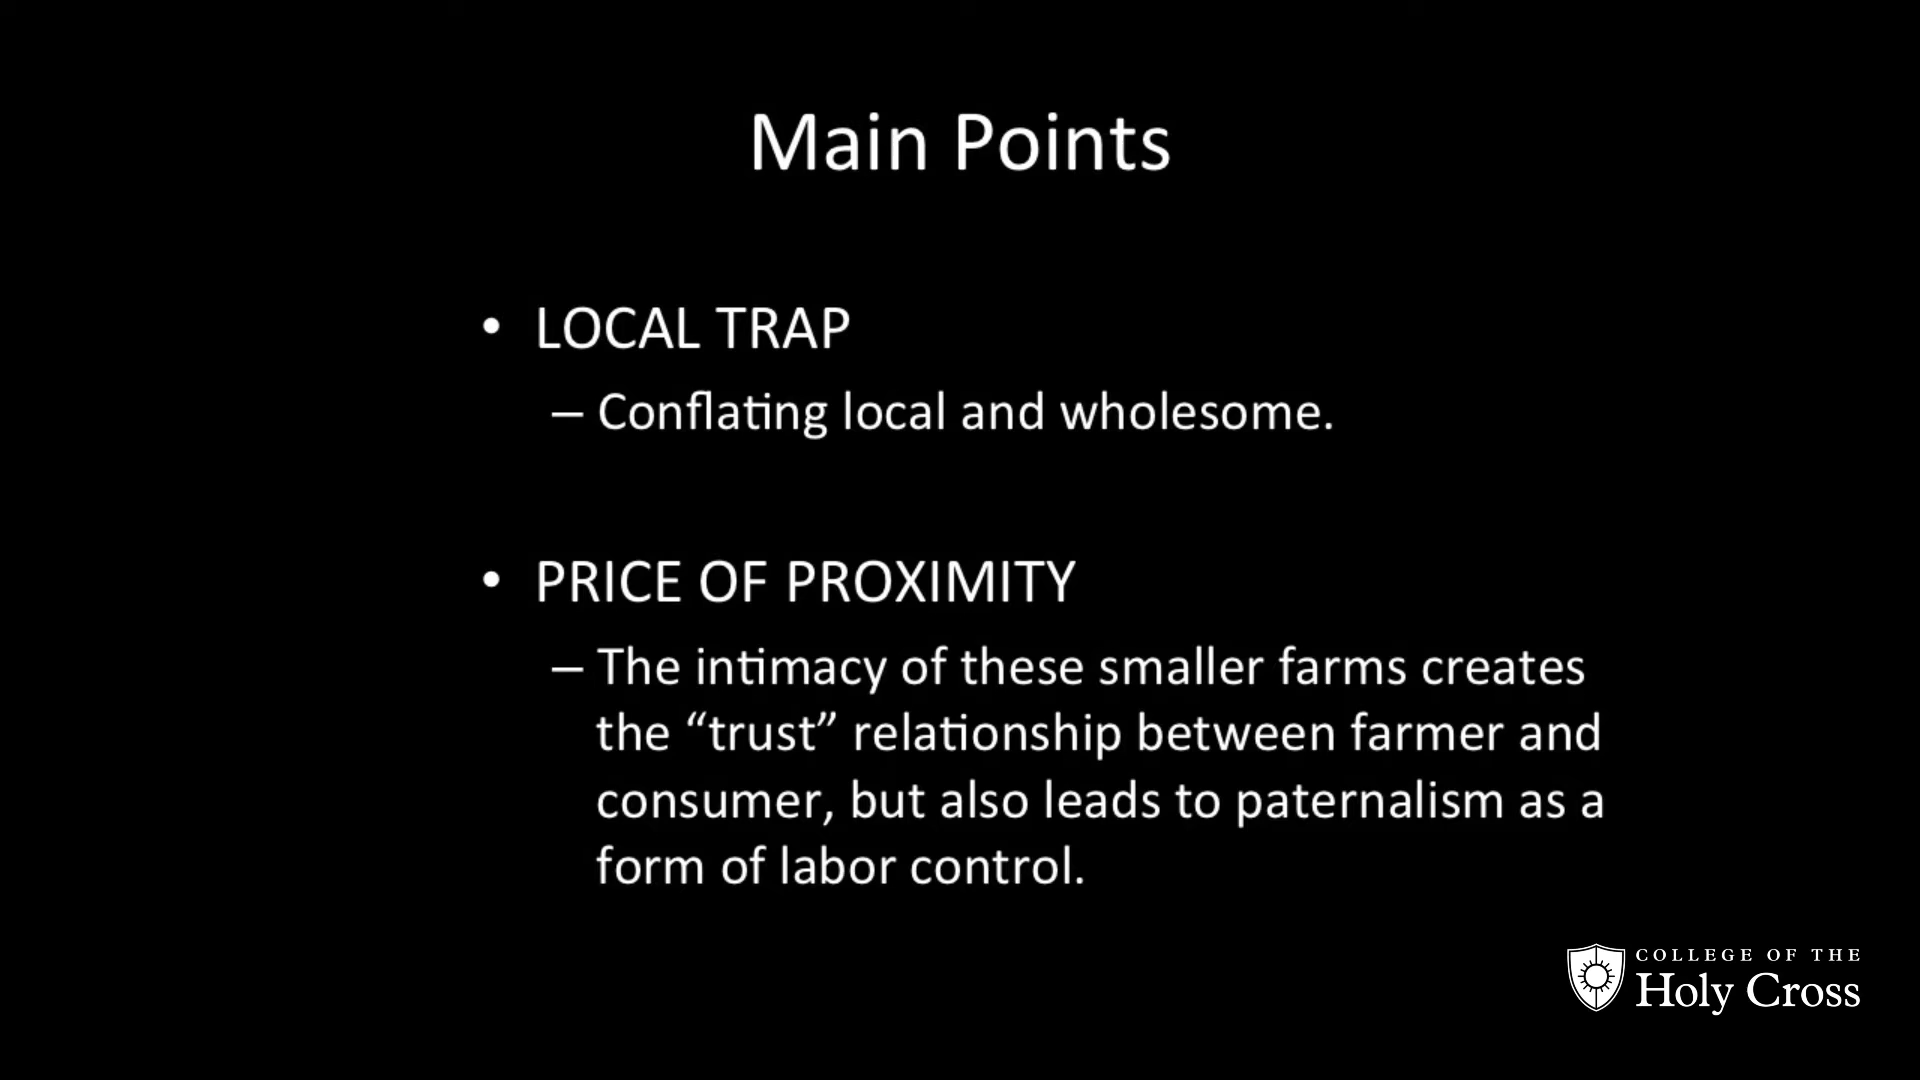 Main Points
• LOCAL TRAP
– Conflating local and wholesome.
• PRICE OF PROXIMITY
– The intimacy of these smaller farms creates
the “trust” relationship between farmer and
consumer, but also leads to paternalism as a
form of labor control.
COLLEGE OF THE
Holy Cross